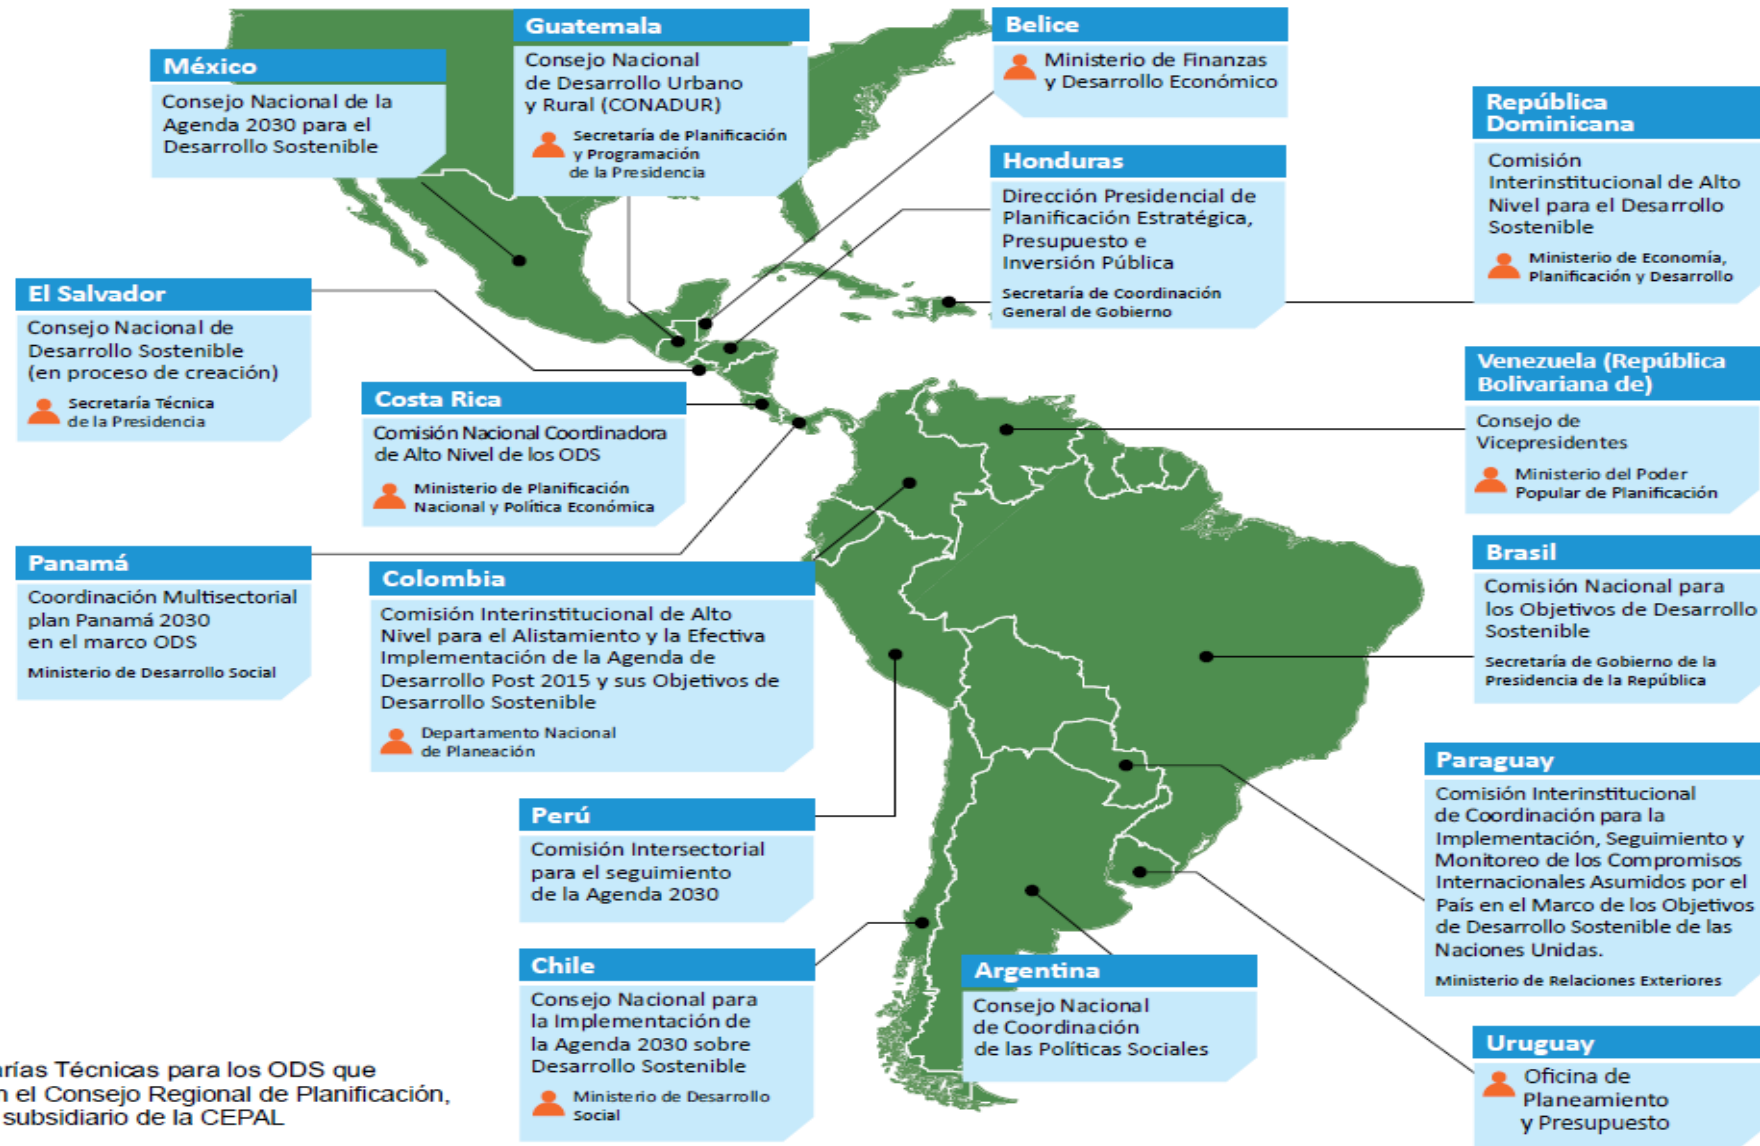 Guatemala
Consejo Nacional
de Desarrollo Urbano
y Rural (CONADUR)
Secretaría de Planificación
y Programación
de la Presidencia
Belice
Ministerio de Finanzas
y Desarrollo Económico
México
Consejo Nacional de la
Agenda 2030 para el
Desarrollo Sostenible
República
Dominicana
Comisión
Interinstitucional de Alto
Nivel para el Desarrollo
Sostenible
Ministerio de Economía,
Planificación y Desarrollo
Honduras
Dirección Presidencial de
Planificación Estratégica,
Presupuesto e
Inversión Pública
Secretaría de Coordinación
General de Gobierno
El Salvador
Consejo Nacional de
Desarrollo Sostenible
(en proceso de creación)
Secretaría Técnica
de la Presidencia
Costa Rica
Comisión Nacional Coordinadora
de Alto Nivel de los ODS
Ministerio de Planificación
Nacional y Política Económica
Venezuela (República
Bolivariana de)
Consejo de
Vicepresidentes
Ministerio del Poder
Popular de Planificación
Panamá
Coordinación Multisectorial
plan Panamá 2030
en el marco ODS
Ministerio de Desarrollo Social
Colombia
Comisión Interinstitucional de Alto
Nivel para el Alistamiento y la Efectiva
Implementación de la Agenda de
Desarrollo Post 2015 y sus Objetivos de
Desarrollo Sostenible
Departamento Nacional
de Planeación
Brasil
Comisión Nacional para
los Objetivos de Desarrollo
Sostenible
Secretaría de Gobierno de la
Presidencia de la República
Perú
Comisión Intersectorial
para el seguimiento
de la Agenda 2030
Paraguay
Comisión Interinstitucional
de Coordinación para la
Implementación, Seguimiento y
Monitoreo de los Compromisos
Internacionales Asumidos por el
País en el Marco de los Objetivos
de Desarrollo Sostenible de las
Naciones Unidas.
Ministerio de Relaciones Exteriores
Chile
Consejo Nacional para
la Implementación de
la Agenda 2030 sobre
Desarrollo Sostenible
Ministerio de Desarrollo
Social
Argentina
Consejo Nacional
de Coordinación
de las Políticas Sociales
Uruguay
Oficina de
Planeamiento
y Presupuesto
arías Técnicas para los ODS que
n el Consejo Regional de Planificación,
subsidiario de la CEPAL